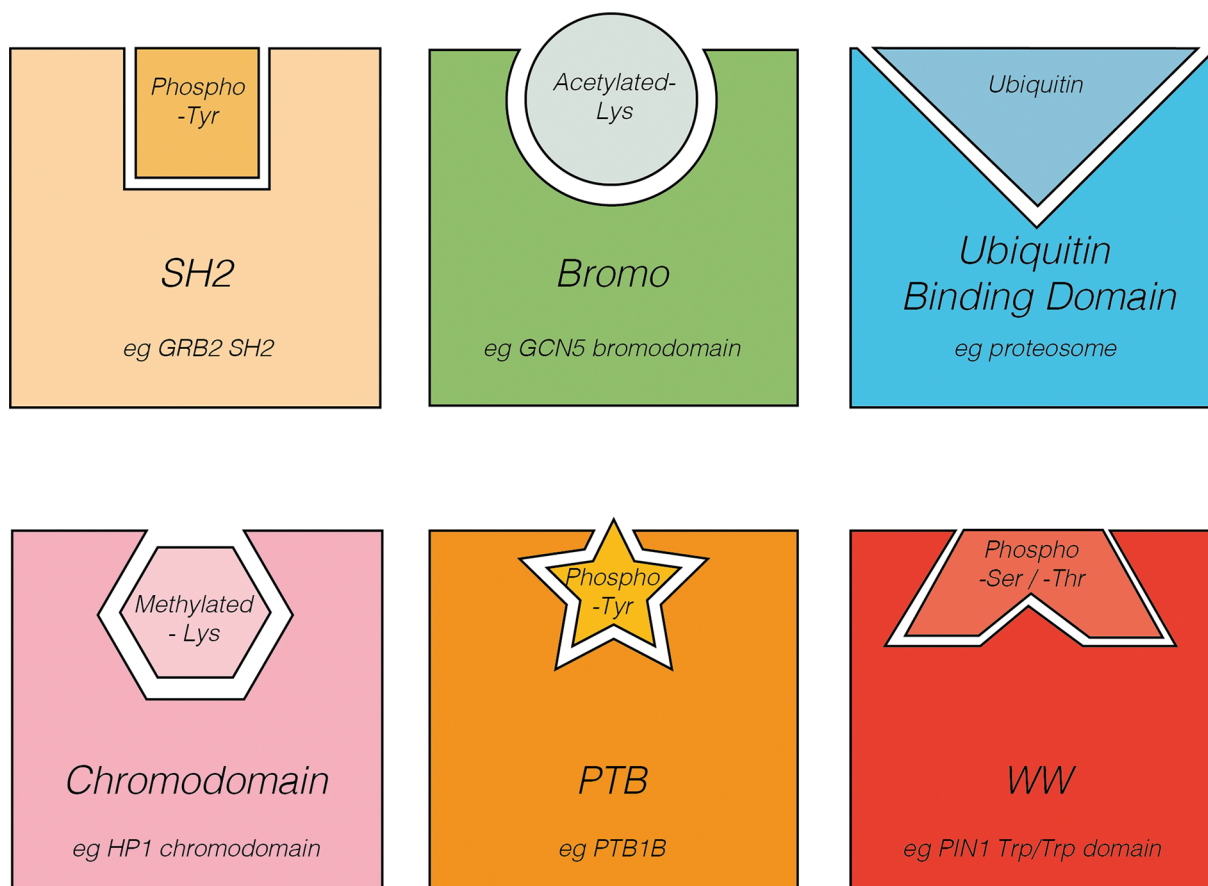 Phospho
-Tyr
SH2
eg GRB2 SH2
Acetylated-
Lys
Bromo
eg GCN5 bromodomain
Ubiquitin
Ubiquitin
Binding Domain
eg proteosome
Methylated
- Lys
Chromodomain
eg HP1 chromodomain
Phospho
-Tyr
PTB
eg PTB1B
Phospho
-Ser / -Thr
WW
eg PIN1 Trp/Trp domain